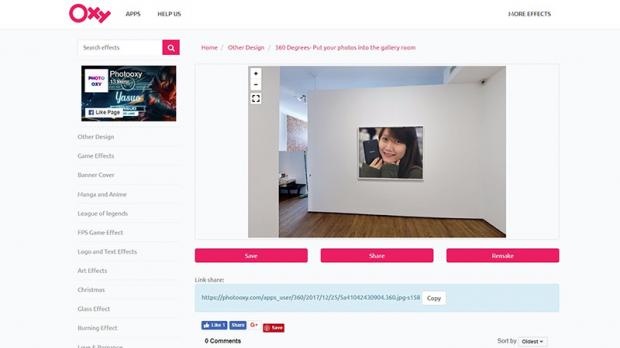 Oxy
APPS
HELP US
MORE EFFECTS
Search effects
Home / Other Design / 360 Degrees- Put your photos into the gallery room
PHOTO
OXY
Photooxy
Yasuo
Like Page
Other Design
Game Effects
Banner Cover
Manga and Anime
League of legends
FPS Game Effect
Logo and Text Effects
Art Effects
Christmas
Glass Effect
Burning Effect
+
−
Save
Share
Remake
Link share:
https://photooxy.com/apps_user/360/2017/12/25/5a41042430904.360.jpg-s158
Copy
Like 1
Share
G+
Save
0 Comments
Sort by
Oldest